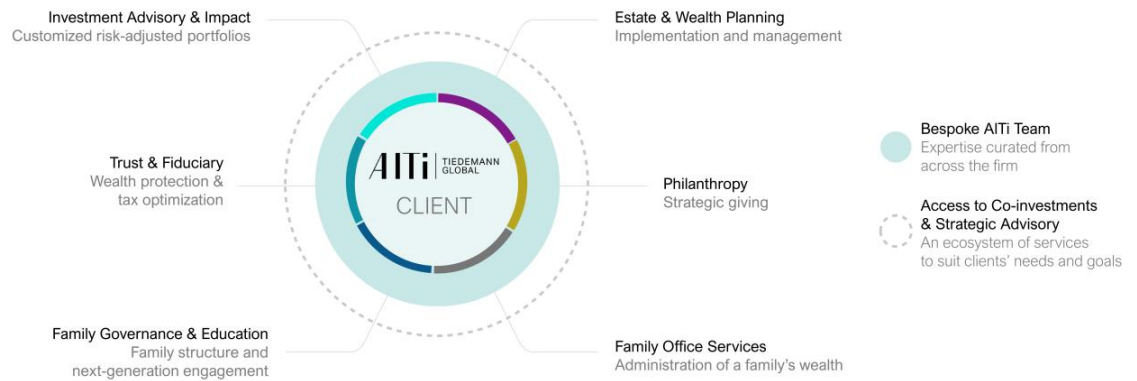 Investment Advisory & Impact
Customized risk-adjusted portfolios
Estate & Wealth Planning
Implementation and management
Trust & Fiduciary
Wealth protection &
tax optimization
AlTi
TIEDEMANN
GLOBAL
CLIENT
Philanthropy
Strategic giving
Family Governance & Education
Family structure and
next-generation engagement
Family Office Services
Administration of a family's wealth
Bespoke AlTi Team
Expertise curated from
across the firm
Access to Co-investments
& Strategic Advisory
An ecosystem of services
to suit clients' needs and goals